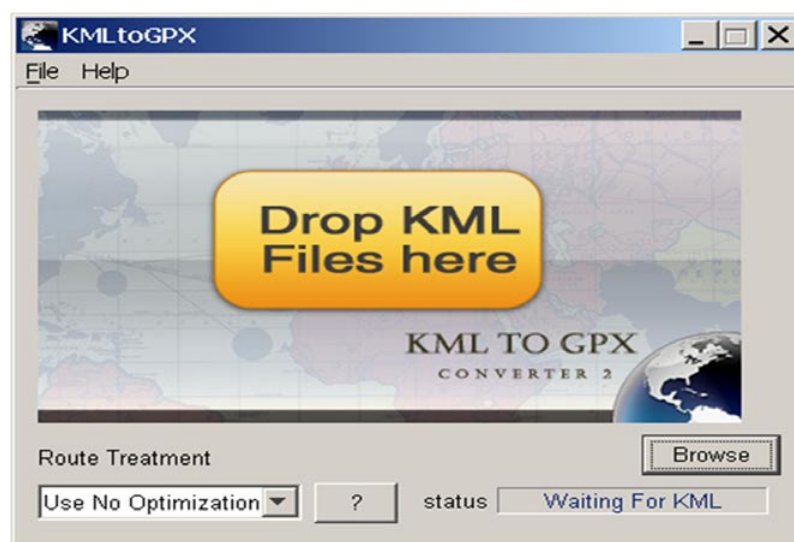 KMLtoGPX
File Help
Drop KML
Files here
KML TO GPX
CONVERTER 2
Route Treatment
Browse
Use No Optimization
?
status
Waiting For KML